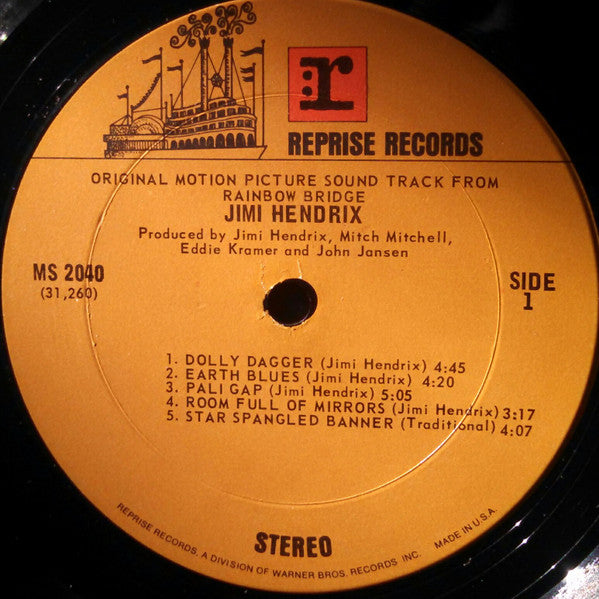 r
REPRISE RECORDS
ORIGINAL MOTION PICTURE SOUND TRACK FROM
RAINBOW BRIDGE
JIMI HENDRIX
Produced by Jimi Hendrix, Mitch Mitchell,
Eddie Kramer and John Jansen
MS 2040
(31,260)
SIDE
1
1. DOLLY DAGGER (Jimi Hendrix) 4:45
2. EARTH BLUES (Jimi Hendrix) 4:20
3. PALI GAP (Jimi Hendrix) 5:05
4. ROOM FULL OF MIRRORS (Jimi Hendrix) 3:17
5. STAR SPANGLED BANNER (Traditional) 4:07
STEREO
REPRISE RECORDS, A DIVISION OF WARNER BROS. RECORDS, INC. MADE IN U.S.A.